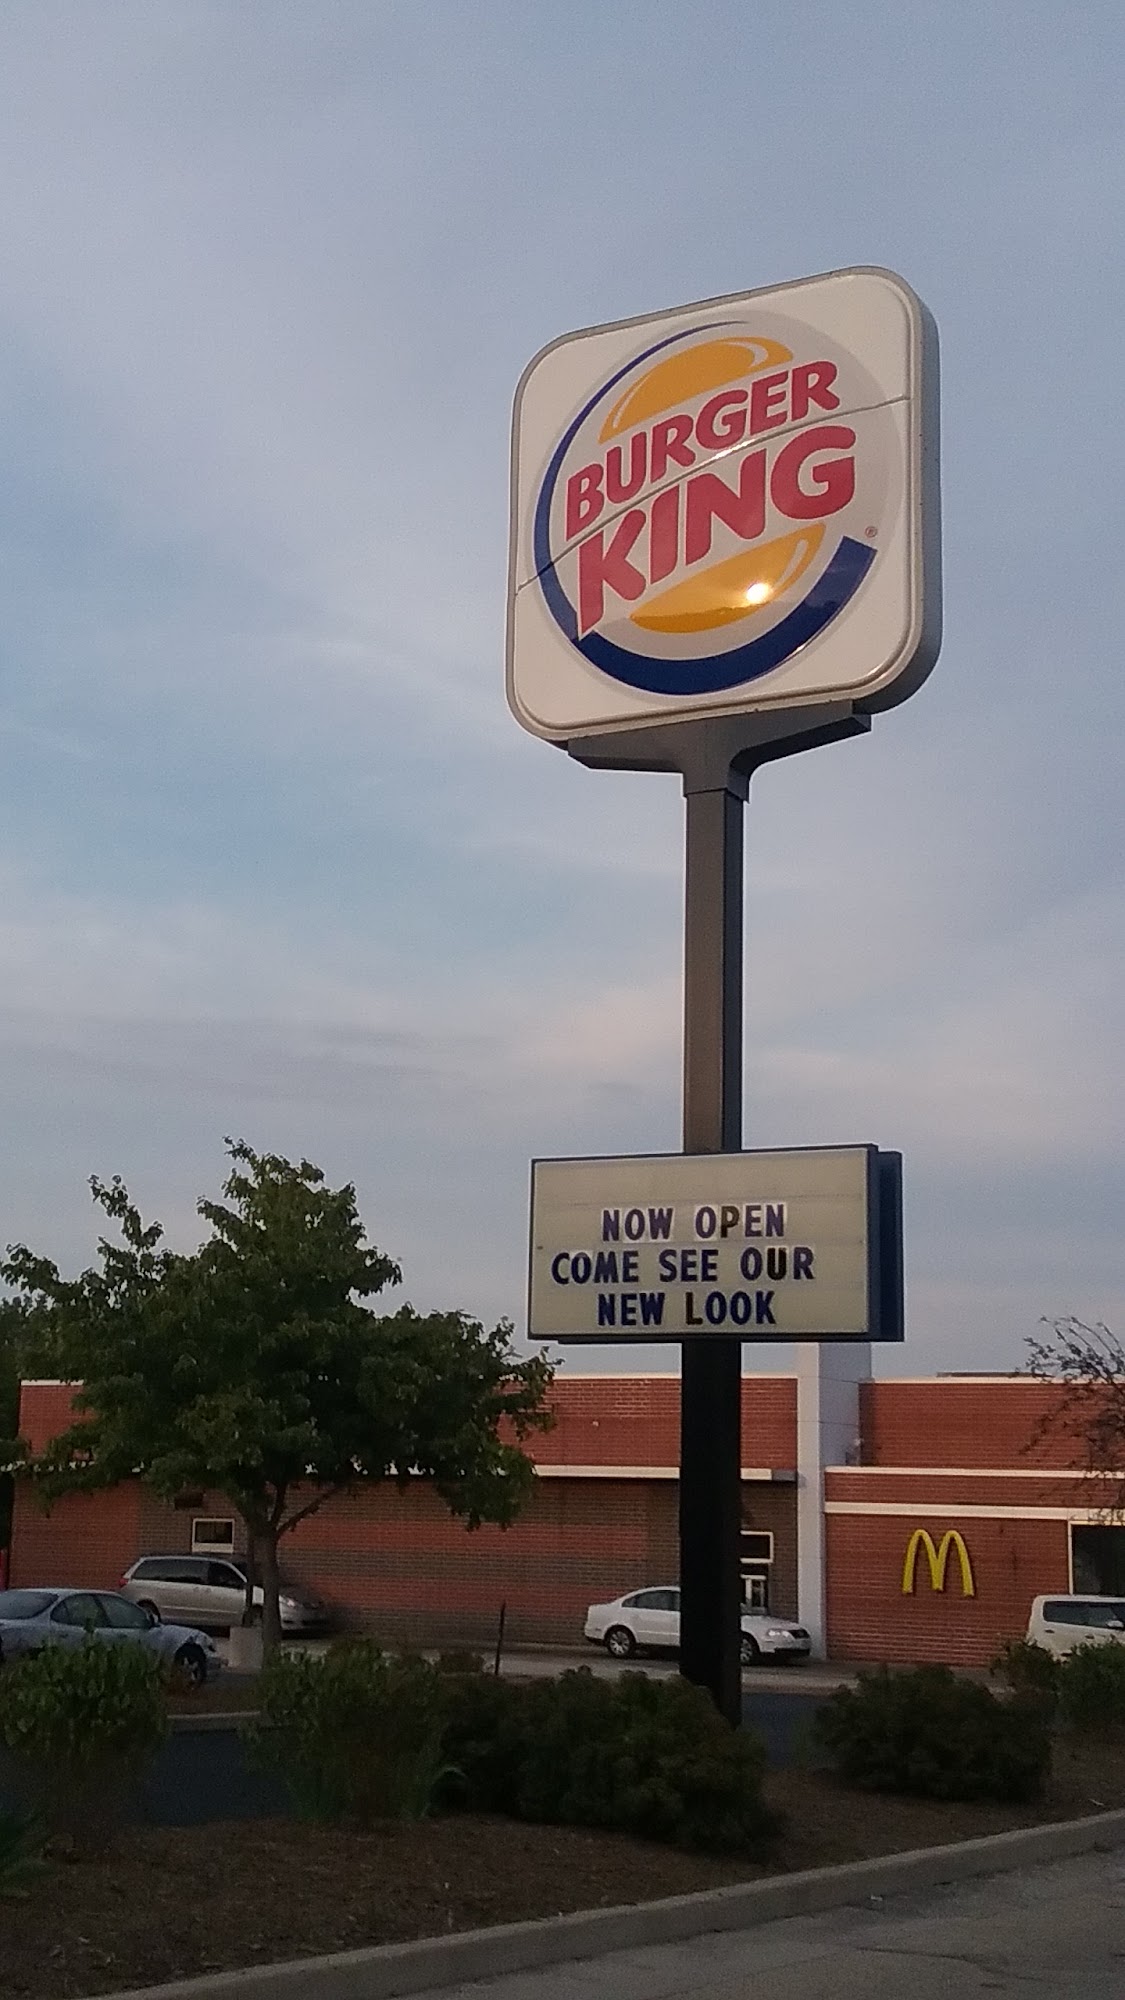 BURGER
KING
®
NOW OPEN
COME SEE OUR
NEW LOOK
M